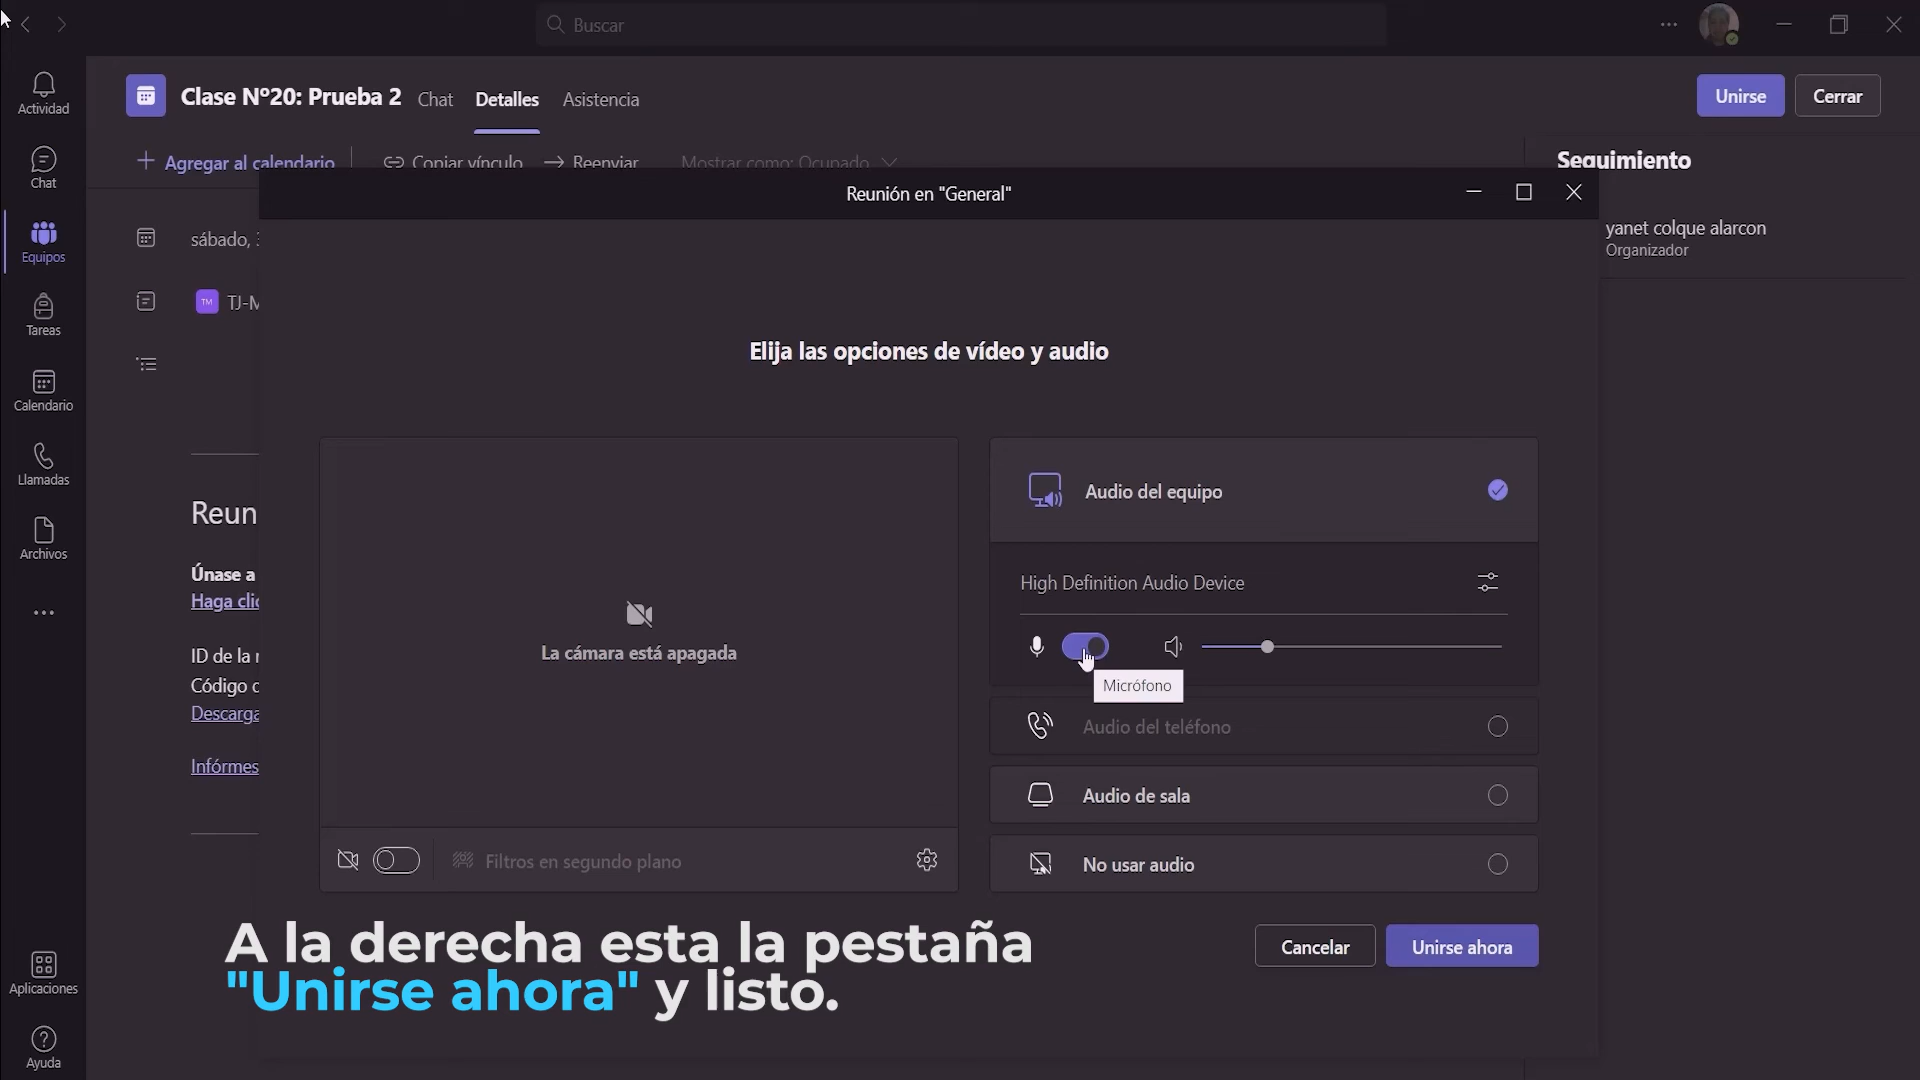 Buscar
Actividad
Chat
Equipos
Tareas
Calendario
Llamadas
Archivos
Aplicaciones
Ayuda
Clase Nº20: Prueba 2
Chat
Detalles
Asistencia
Unirse
Cerrar
Agregar al calendario
Copiar vínculo
Reenviar
Mostrar como: Ocupado
Seguimiento
yanet colque alarcon
Organizador
sábado,
TM
TJ-M
Reun
Únase a
Haga clic
ID de la r
Código
Descarga
Infórmes
Reunión en "General"
Elija las opciones de vídeo y audio
La cámara está apagada
Filtros en segundo plano
Audio del equipo
High Definition Audio Device
Micrófono
Audio del teléfono
Audio de sala
No usar audio
Cancelar
Unirse ahora
A la derecha esta la pestaña
"Unirse ahora" y listo.